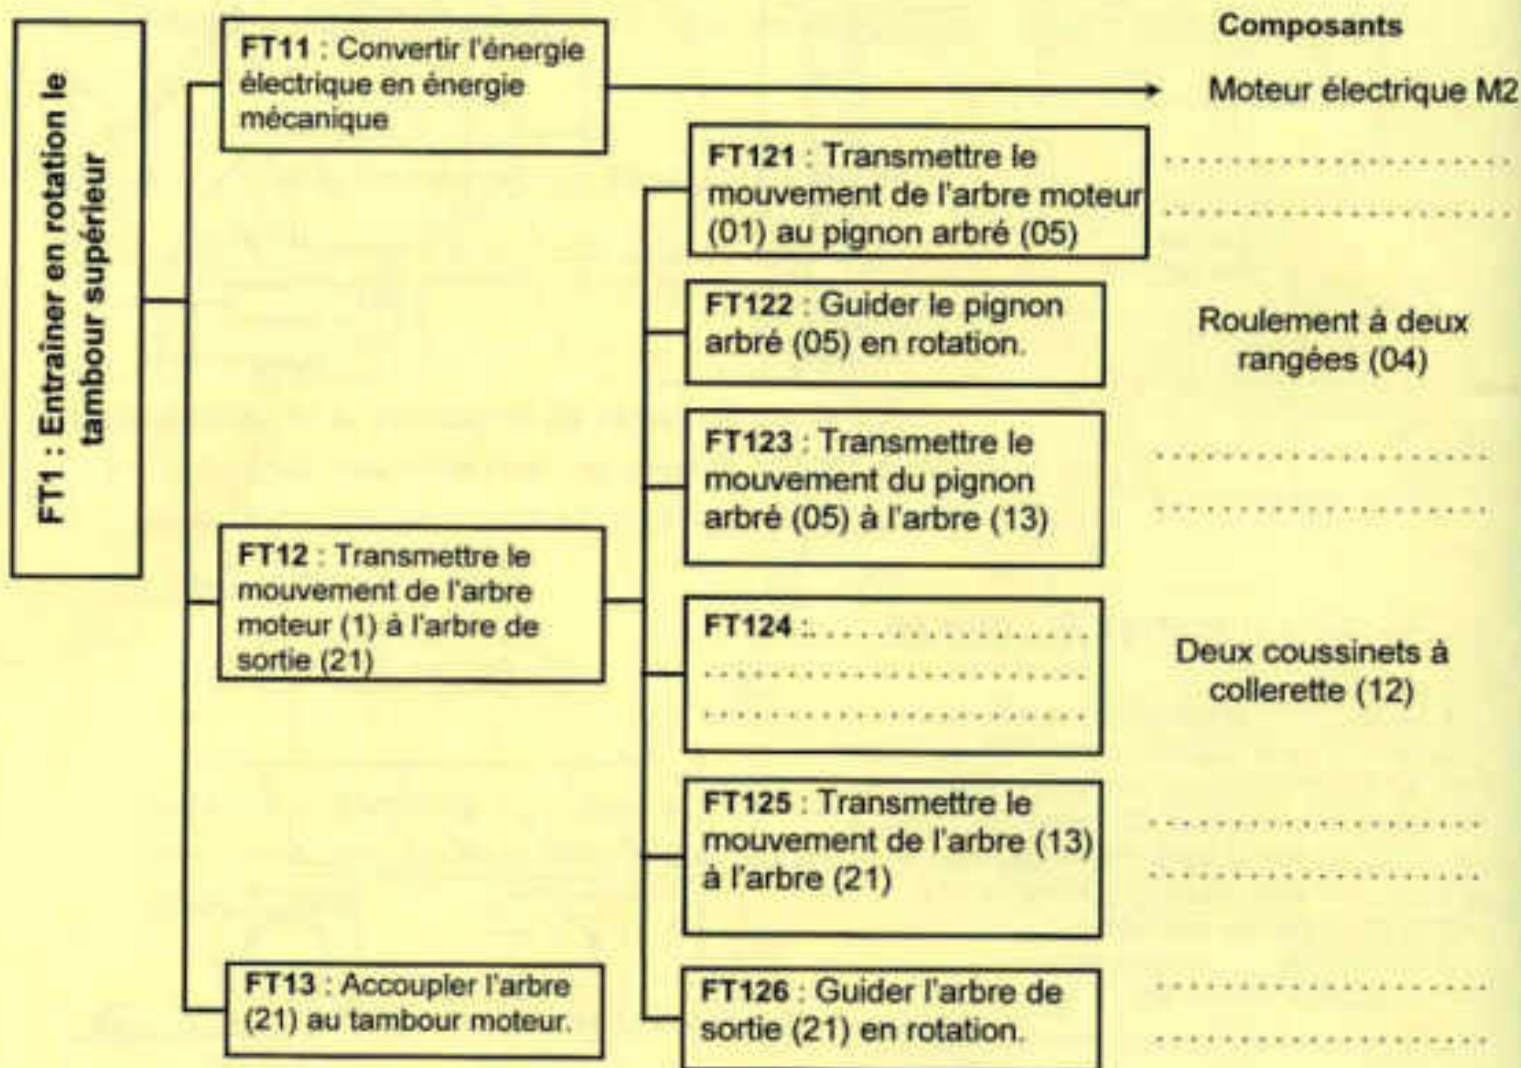 FT1 : Entraîner en rotation le
tambour supérieur
FT11 : Convertir l'énergie
électrique en énergie
mécanique
Composants
Moteur électrique M2
FT121 : Transmettre le
mouvement de l'arbre moteur
(01) au pignon arbré (05)
....................
....................
FT122 : Guider le pignon
arbré (05) en rotation.
Roulement à deux
rangées (04)
FT123 : Transmettre le
mouvement du pignon
arbré (05) à l'arbre (13)
....................
....................
FT12 : Transmettre le
mouvement de l'arbre
moteur (1) à l'arbre de
sortie (21)
FT124 :....................
....................
....................
Deux coussinets à
collerette (12)
FT125 : Transmettre le
mouvement de l'arbre (13)
à l'arbre (21)
....................
....................
FT13 : Accoupler l'arbre
(21) au tambour moteur.
FT126 : Guider l'arbre de
sortie (21) en rotation.
....................
....................